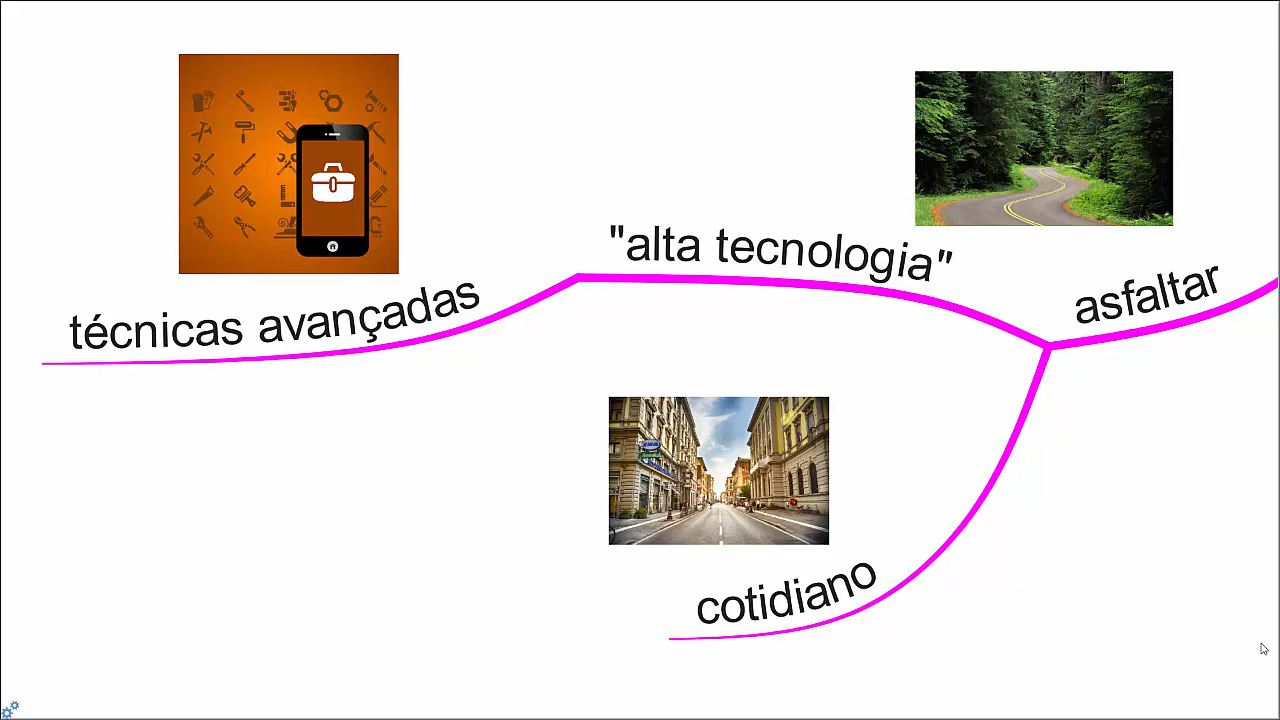 "alta tecnologia"
asfaltar
técnicas avançadas
cotidiano